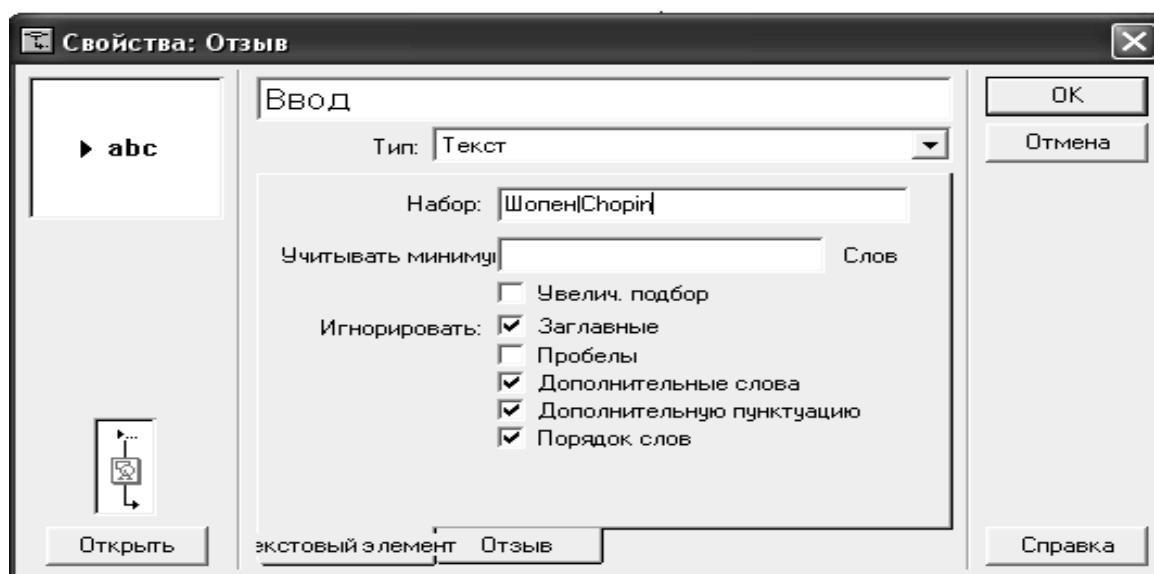 Свойства: Отзыв
Ввод
OK
abc
Тип: Текст
Отмена
Набор: Шопен|Chopin
Учитывать миниму Слов
Увелич. подбор
Игнорировать: Заглавные
Пробелы
Дополнительные слова
Дополнительную пунктуацию
Порядок слов
Открыть
екстовый элемент Отзыв
Справка